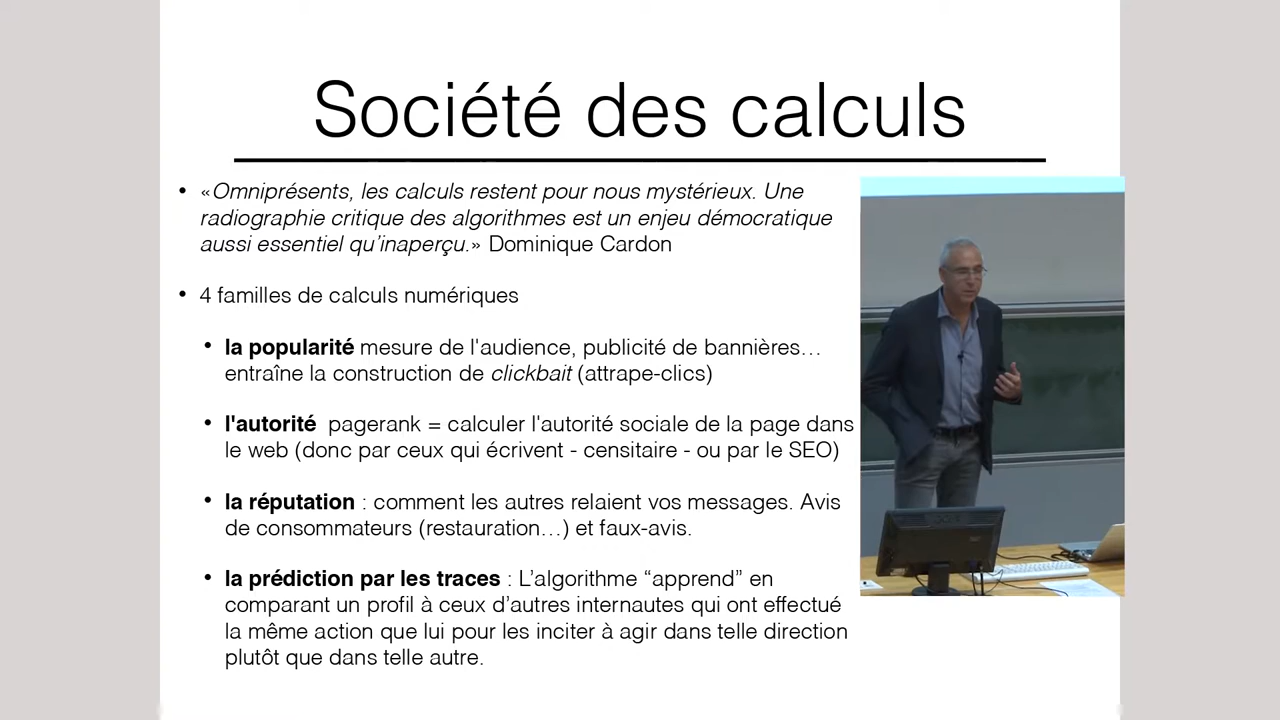 Société des calculs
• «Omniprésents, les calculs restent pour nous mystérieux. Une
radiographie critique des algorithmes est un enjeu démocratique
aussi essentiel qu'inaperçu.» Dominique Cardon
• 4 familles de calculs numériques
• la popularité mesure de l'audience, publicité de bannières…
entraîne la construction de clickbait (attrape-clics)
• l'autorité  pagerank = calculer l'autorité sociale de la page dans
le web (donc par ceux qui écrivent - censitaire - ou par le SEO)
• la réputation : comment les autres relaient vos messages. Avis
de consommateurs (restauration…) et faux-avis.
• la prédiction par les traces : L’algorithme “apprend” en
comparant un profil à ceux d’autres internautes qui ont effectué
la même action que lui pour les inciter à agir dans telle direction
plutôt que dans telle autre.